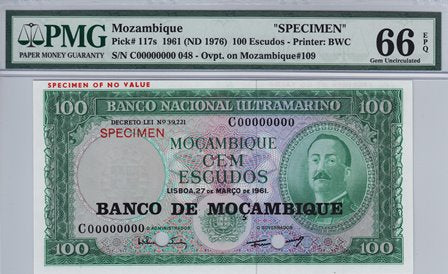 PMG
PAPER MONEY GUARANTY
Mozambique "SPECIMEN"
Pick# 117s 1961 (ND 1976) 100 Escudos - Printer: BWC
S/N C00000000 048 - Ovpt. on Mozambique#109
66 EPQ
Gem Uncirculated
SPECIMEN OF NO VALUE
100 BANCO NACIONAL ULTRAMARINO 100
DECRETO LEI Nº 39,221 C00000000
SPECIMEN
MOÇAMBIQUE
CEM
ESCUDOS
LISBOA, 27 DE MARÇO DE 1961.
BANCO DE MOÇAMBIQUE
C00000000 O ADMINISTRADOR O GOVERNADOR
100 100